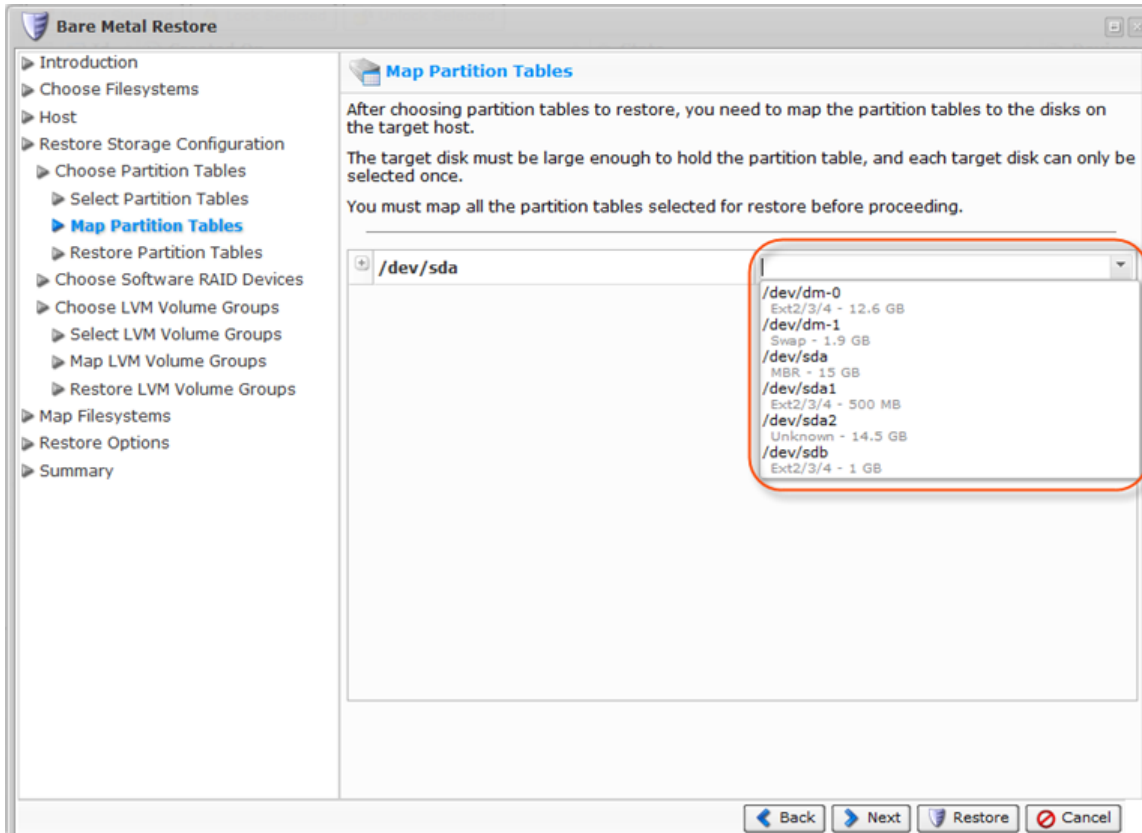 Bare Metal Restore
Introduction
Choose Filesystems
Host
Restore Storage Configuration
Choose Partition Tables
Select Partition Tables
Map Partition Tables
Restore Partition Tables
Choose Software RAID Devices
Choose LVM Volume Groups
Select LVM Volume Groups
Map LVM Volume Groups
Restore LVM Volume Groups
Map Filesystems
Restore Options
Summary
Map Partition Tables
After choosing partition tables to restore, you need to map the partition tables to the disks on
the target host.
The target disk must be large enough to hold the partition table, and each target disk can only be
selected once.
You must map all the partition tables selected for restore before proceeding.
/dev/sda
/dev/dm-0
Ext2/3/4 - 12.6 GB
/dev/dm-1
Swap - 1.9 GB
/dev/sda
MBR - 15 GB
/dev/sda1
Ext2/3/4 - 500 MB
/dev/sda2
Unknown - 14.5 GB
/dev/sdb
Ext2/3/4 - 1 GB
Back
Next
Restore
Cancel